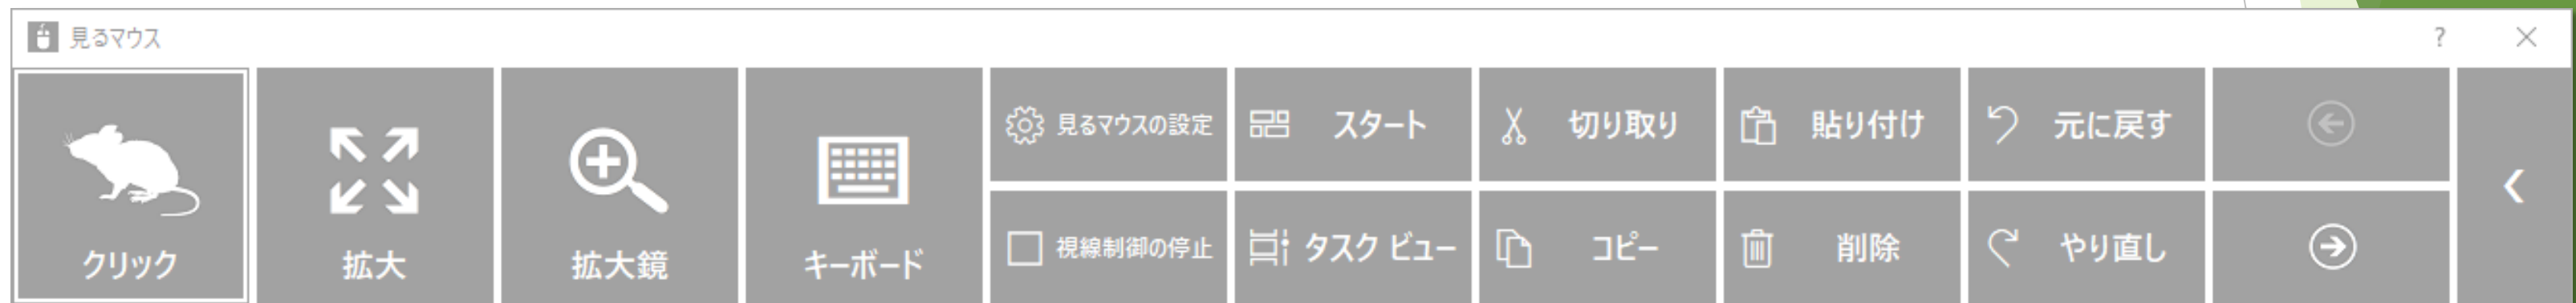 見るマウス
?
クリック
拡大
拡大鏡
キーボード
見るマウスの設定
スタート
切り取り
貼り付け
元に戻す
視線制御の停止
タスク ビュー
コピー
削除
やり直し